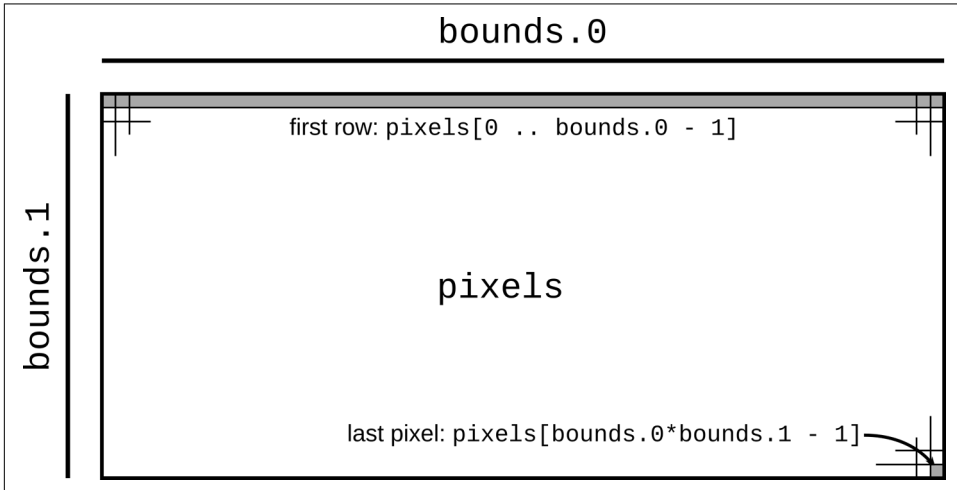 bounds.0
first row: pixels[0 .. bounds.0 - 1]
bounds.1
pixels
last pixel: pixels[bounds.0*bounds.1 - 1]